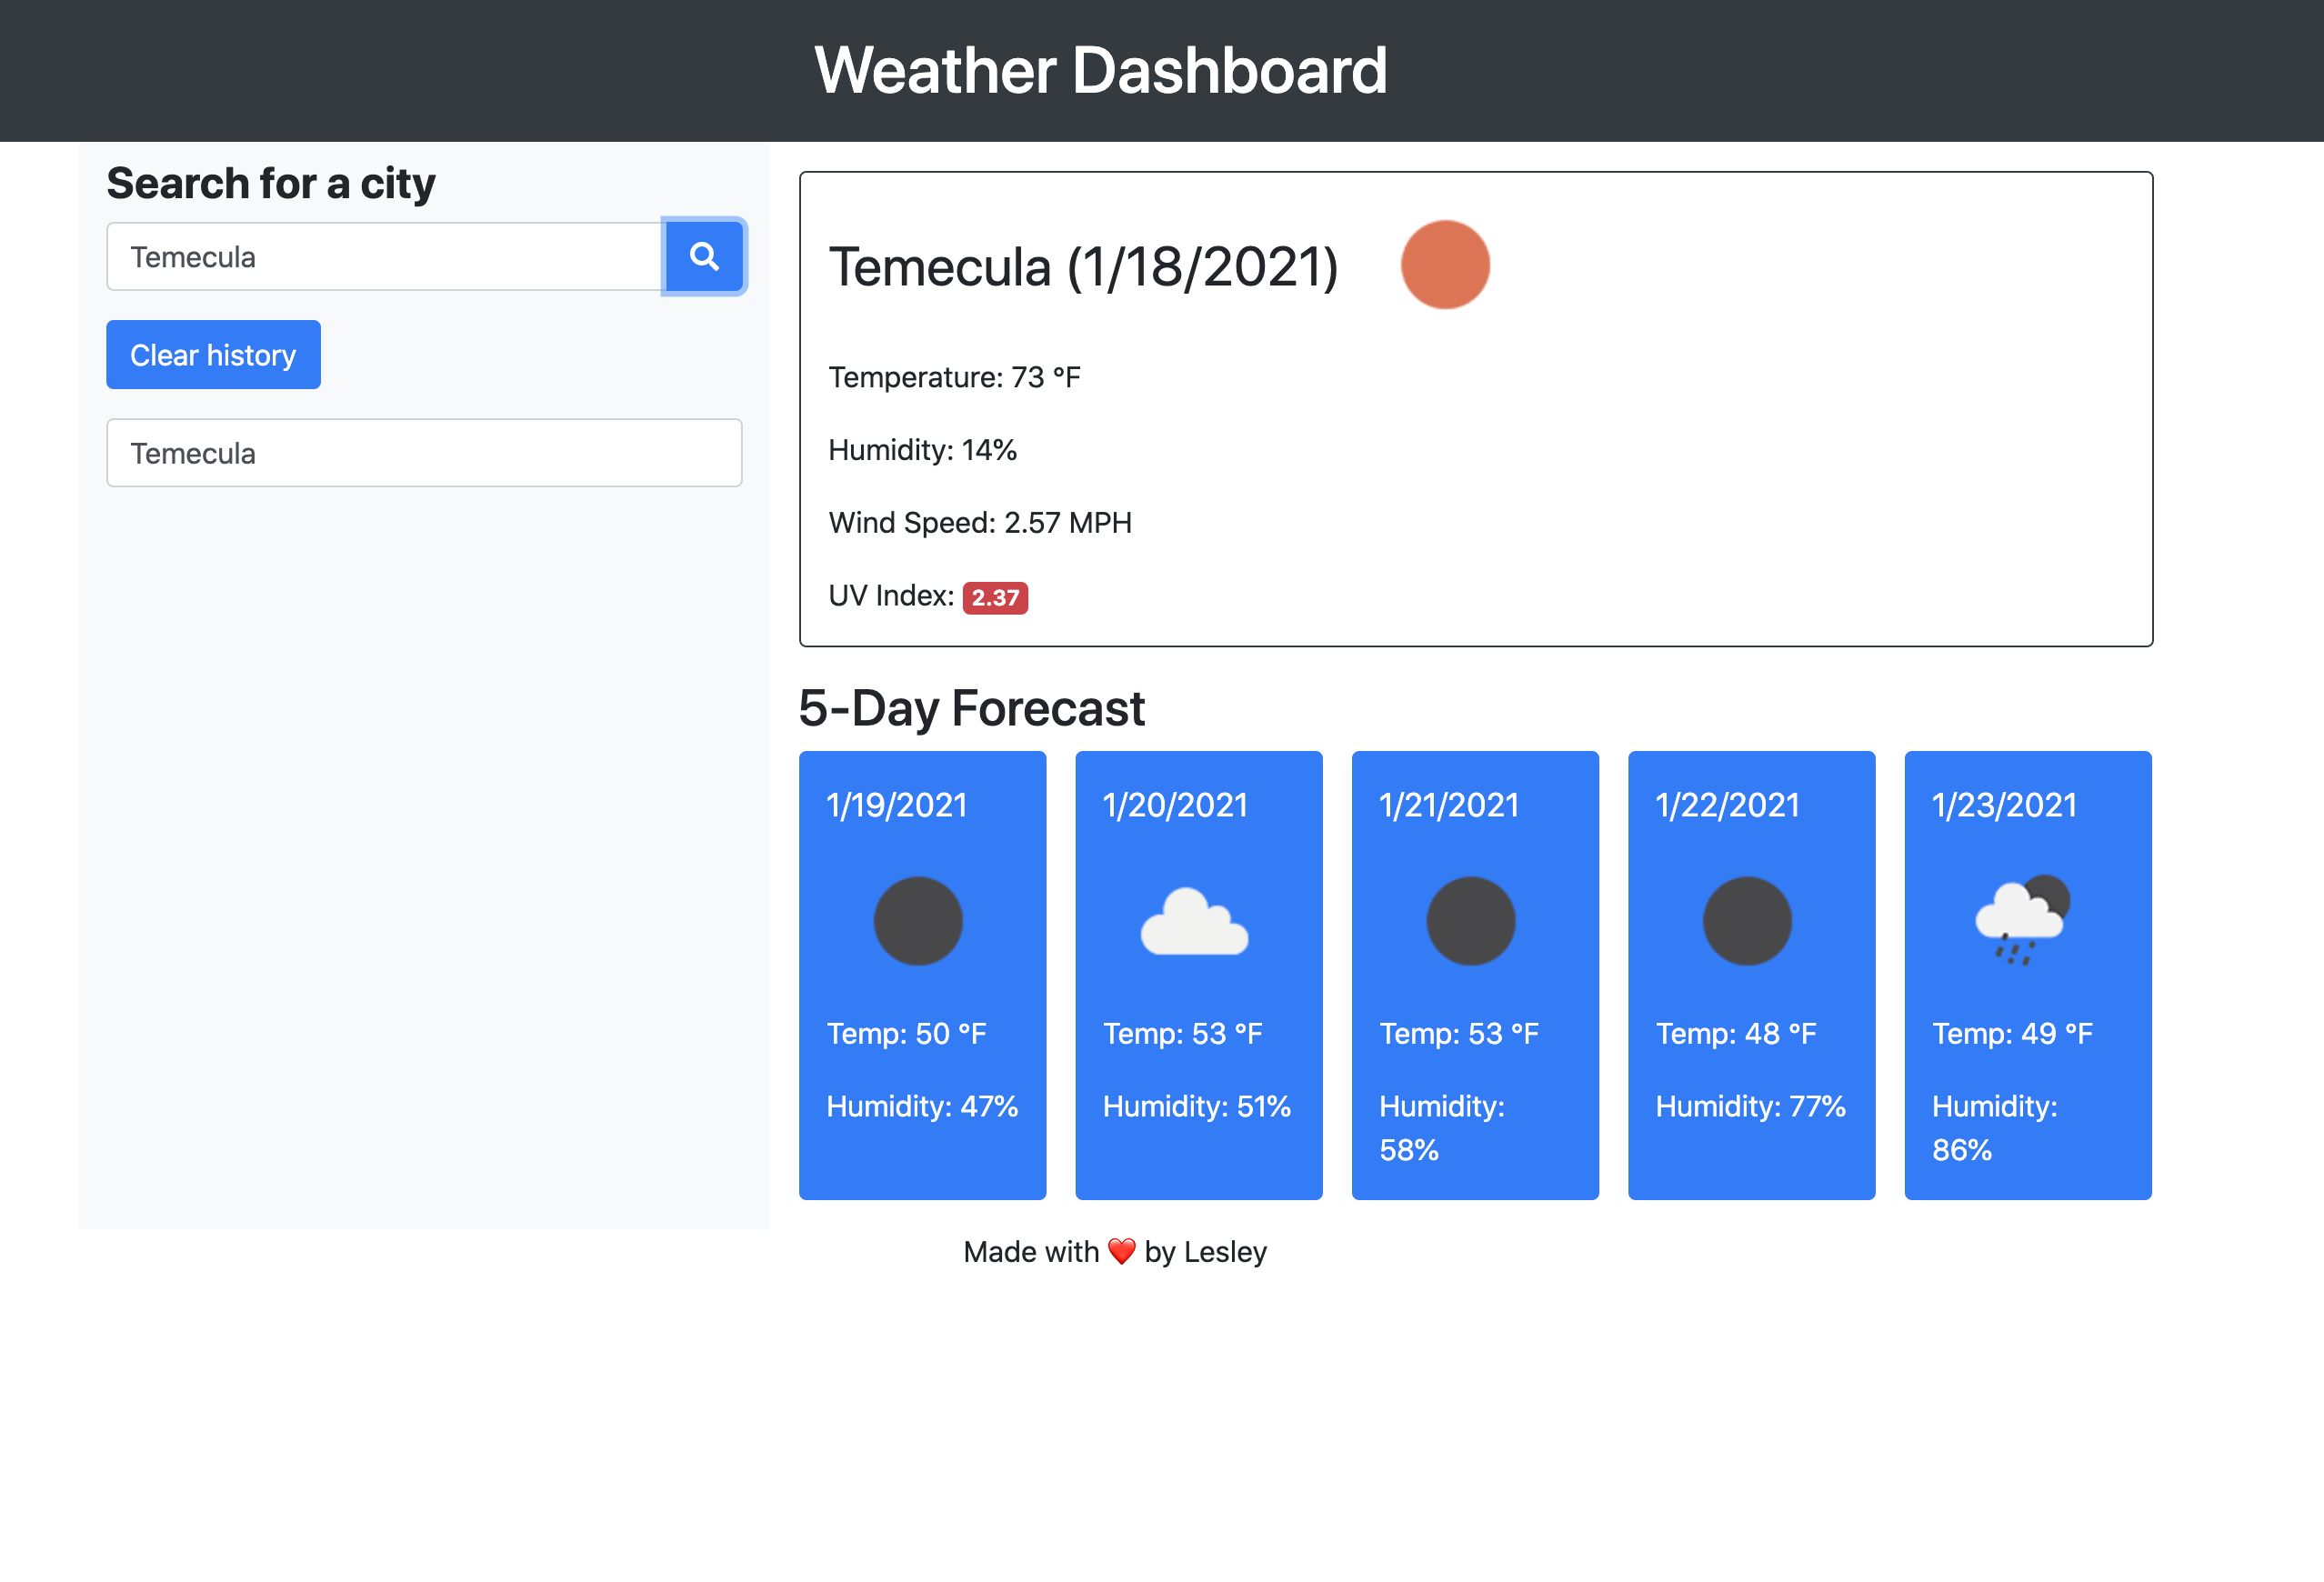 Weather Dashboard
Search for a city
Temecula
Clear history
Temecula
Temecula (1/18/2021)
Temperature: 73 °F
Humidity: 14%
Wind Speed: 2.57 MPH
UV Index: 2.37
5-Day Forecast
1/19/2021
Temp: 50 °F
Humidity: 47%
1/20/2021
Temp: 53 °F
Humidity: 51%
1/21/2021
Temp: 53 °F
Humidity:
58%
1/22/2021
Temp: 48 °F
Humidity: 77%
1/23/2021
Temp: 49 °F
Humidity:
86%
Made with ❤️ by Lesley